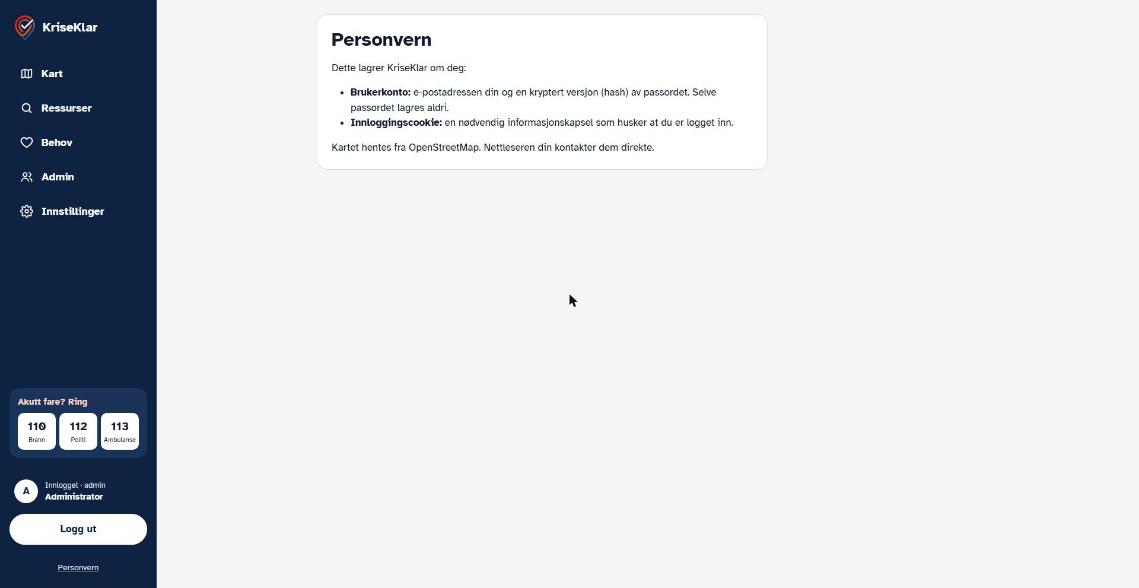 KriseKlar
Kart
Ressurser
Behov
Admin
Innstillinger
Akutt fare? Ring
110
Brann
112
Politi
113
Ambulanse
A
Innlogget · admin
Administrator
Logg ut
Personvern
Personvern
Dette lagrer KriseKlar om deg:
• Brukerkonto: e-postadressen din og en kryptert versjon (hash) av passordet. Selve
passordet lagres aldri.
• Innloggingscookie: en nødvendig informasjonskapsel som husker at du er logget inn.
Kartet hentes fra OpenStreetMap. Nettleseren din kontakter dem direkte.